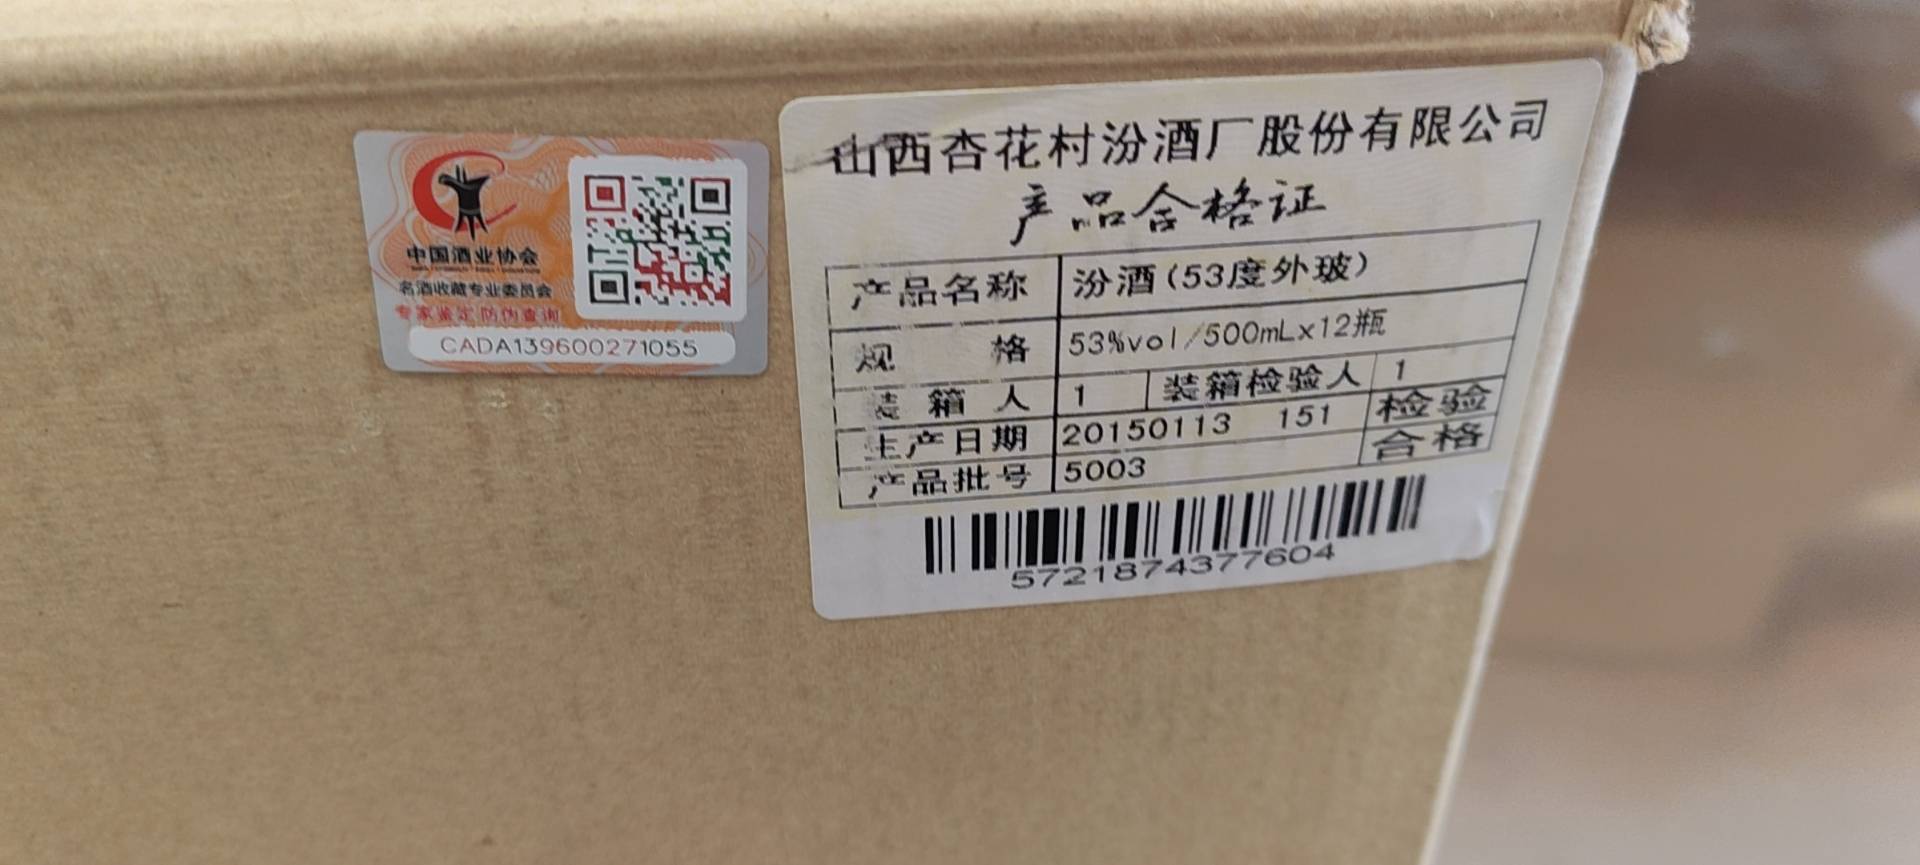 中国酒业协会
名酒收藏专业委员会
专家鉴定 防伪查询
CADA139600271055
山西杏花村汾酒厂股份有限公司
产品合格证
产品名称 汾酒(53度外玻)
规 格 53%vol/500mL×12瓶
装箱人 1 装箱检验人 1
生产日期 20150113 151 检验
产品批号 5003 合格
5721874377604